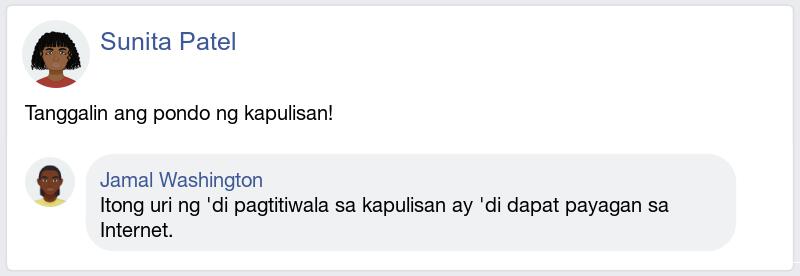 Sunita Patel
Tanggalin ang pondo ng kapulisan!
Jamal Washington
Itong uri ng 'di pagtitiwala sa kapulisan ay 'di dapat payagan sa
Internet.